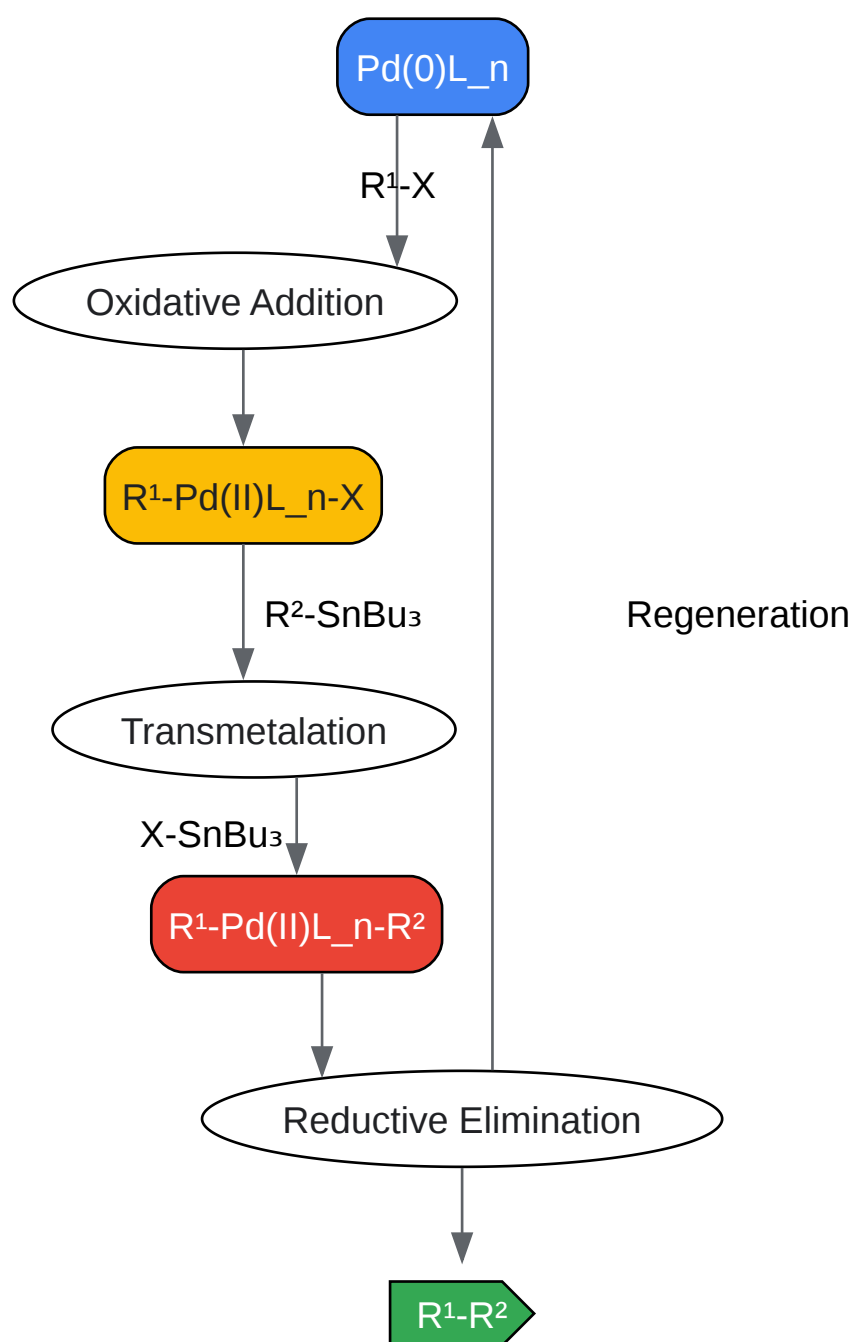 Pd(0)L_n
R¹-X
Oxidative Addition
R¹-Pd(II)L_n-X
R²-SnBu₃
Regeneration
Transmetalation
X-SnBu₃
R¹-Pd(II)L_n-R²
Reductive Elimination
R¹-R²